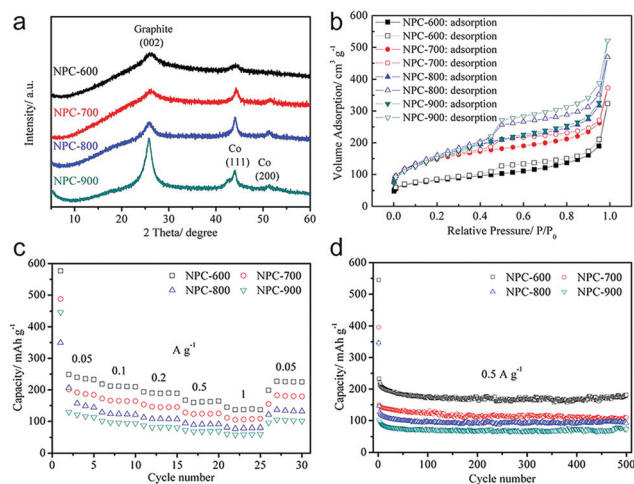 a
Graphite
(002)
NPC-600
NPC-700
NPC-800
NPC-900
Co
(111)
Co
(200)
Intensity/ a.u.
10 20 30 40 50 60
2 Theta/ degree
b
NPC-600: adsorption
NPC-600: desorption
NPC-700: adsorption
NPC-700: desorption
NPC-800: adsorption
NPC-800: desorption
NPC-900: adsorption
NPC-900: desorption
Volume Adsorption/ cm³ g⁻¹
600
500
400
300
200
100
0
0.0 0.2 0.4 0.6 0.8 1.0
Relative Pressure/ P/P₀
c
NPC-600 NPC-700
NPC-800 NPC-900
A g⁻¹
0.05 0.1 0.2 0.5 1 0.05
Capacity/ mAh g⁻¹
600
500
400
300
200
100
0
0 5 10 15 20 25 30
Cycle number
d
NPC-600 NPC-700
NPC-800 NPC-900
0.5 A g⁻¹
Capacity/ mAh g⁻¹
600
500
400
300
200
100
0
0 100 200 300 400 500
Cycle number